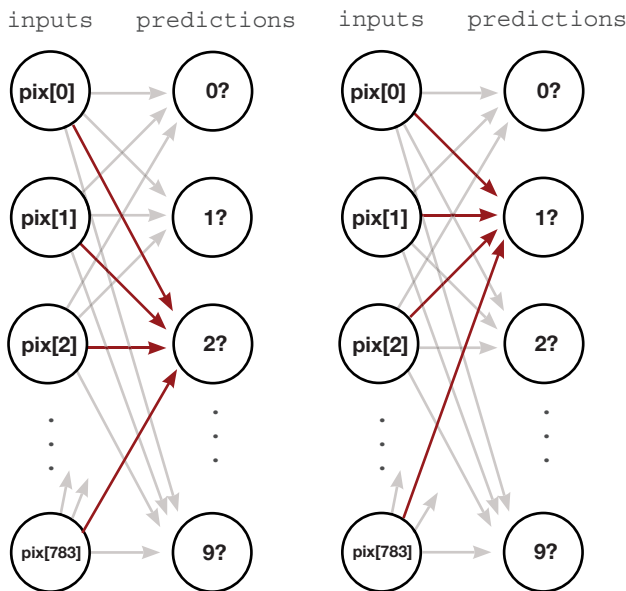 inputs predictions inputs predictions
pix[0] 0? pix[0] 0?
pix[1] 1? pix[1] 1?
pix[2] 2? pix[2] 2?
pix[783] 9? pix[783] 9?